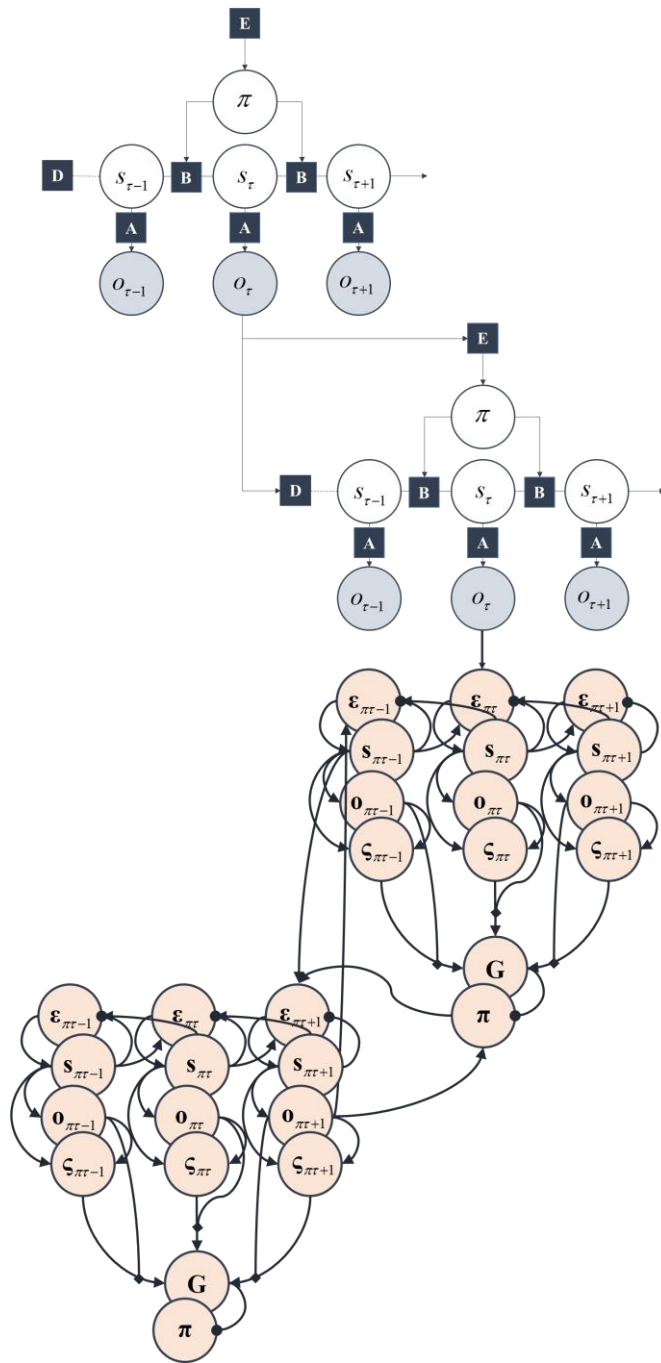 E
π
D s_{τ-1} B s_τ B s_{τ+1}
A A A
o_{τ-1} o_τ o_{τ+1}
E
π
D s_{τ-1} B s_τ B s_{τ+1}
A A A
o_{τ-1} o_τ o_{τ+1}
ε_{πτ-1} ε_{πτ} ε_{πτ+1}
s_{πτ-1} s_{πτ} s_{πτ+1}
o_{πτ-1} o_{πτ} o_{πτ+1}
ς_{πτ-1} ς_{πτ} ς_{πτ+1}
G
π
ε_{πτ-1} ε_{πτ} ε_{πτ+1}
s_{πτ-1} s_{πτ} s_{πτ+1}
o_{πτ-1} o_{πτ} o_{πτ+1}
ς_{πτ-1} ς_{πτ} ς_{πτ+1}
G
π